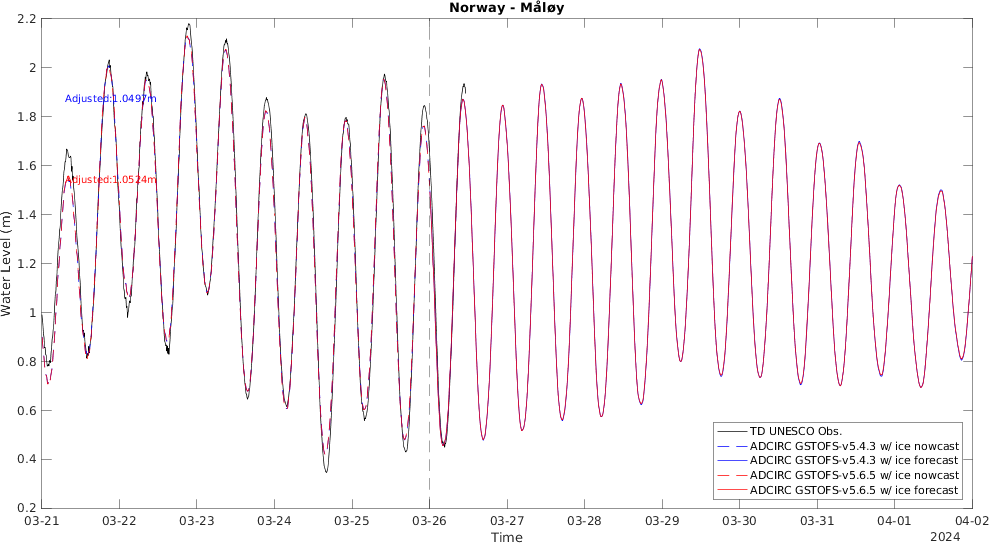 Norway - Måløy
2.2
2
1.8
1.6
1.4
1.2
1
0.8
0.6
0.4
0.2
Water Level (m)
Adjusted:1.0497m
Adjusted:1.0524m
TD UNESCO Obs.
ADCIRC GSTOFS-v5.4.3 w/ ice nowcast
ADCIRC GSTOFS-v5.4.3 w/ ice forecast
ADCIRC GSTOFS-v5.6.5 w/ ice nowcast
ADCIRC GSTOFS-v5.6.5 w/ ice forecast
03-21 03-22 03-23 03-24 03-25 03-26 03-27 03-28 03-29 03-30 03-31 04-01 04-02
Time
2024